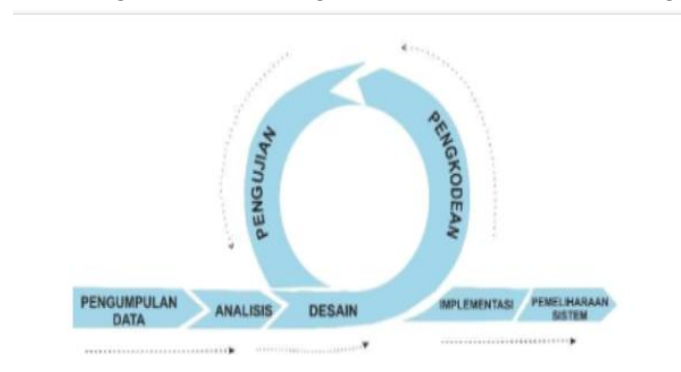 PENGUMPULAN
DATA
ANALISIS
DESAIN
PENGKODEAN
PENGUJIAN
IMPLEMENTASI
PEMELIHARAAN
SISTEM